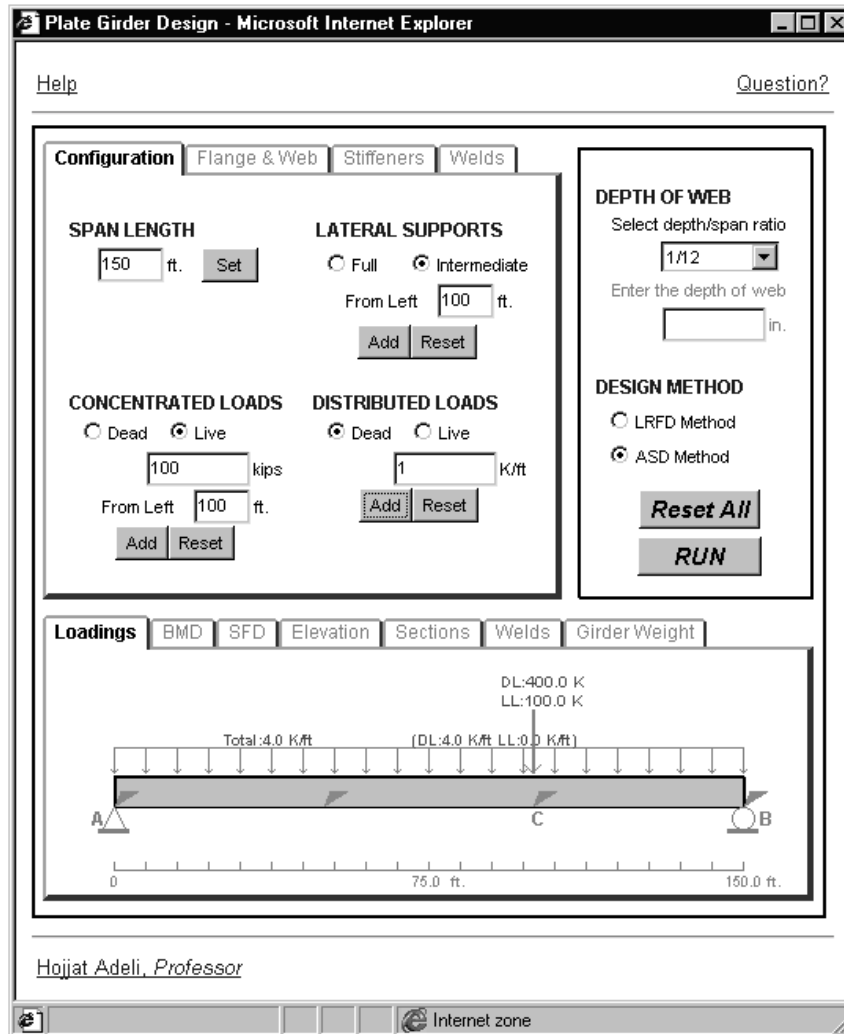 Plate Girder Design - Microsoft Internet Explorer
Help
Question?
Configuration
Flange & Web
Stiffeners
Welds
SPAN LENGTH
150 ft. Set
LATERAL SUPPORTS
Full Intermediate
From Left 100 ft.
Add Reset
CONCENTRATED LOADS
Dead Live
100 kips
From Left 100 ft.
Add Reset
DISTRIBUTED LOADS
Dead Live
1 K/ft
Add Reset
DEPTH OF WEB
Select depth/span ratio
1/12
Enter the depth of web
in.
DESIGN METHOD
LRFD Method
ASD Method
Reset All
RUN
Loadings
BMD
SFD
Elevation
Sections
Welds
Girder Weight
DL:400.0 K
LL:100.0 K
Total:4.0 K/ft (DL:4.0 K/ft LL:0.0 K/ft)
A C B
0 75.0 ft. 150.0 ft.
Hojjat Adeli, Professor
Internet zone